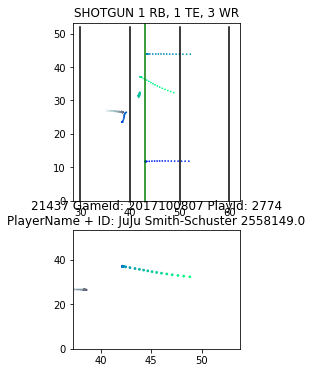 SHOTGUN 1 RB, 1 TE, 3 WR
50
40
30
20
10
0
30 40 50 60
21437 GameId: 2017100807 PlayId: 2774
PlayerName + ID: JuJu Smith-Schuster 2558149.0
40
20
0
40 45 50